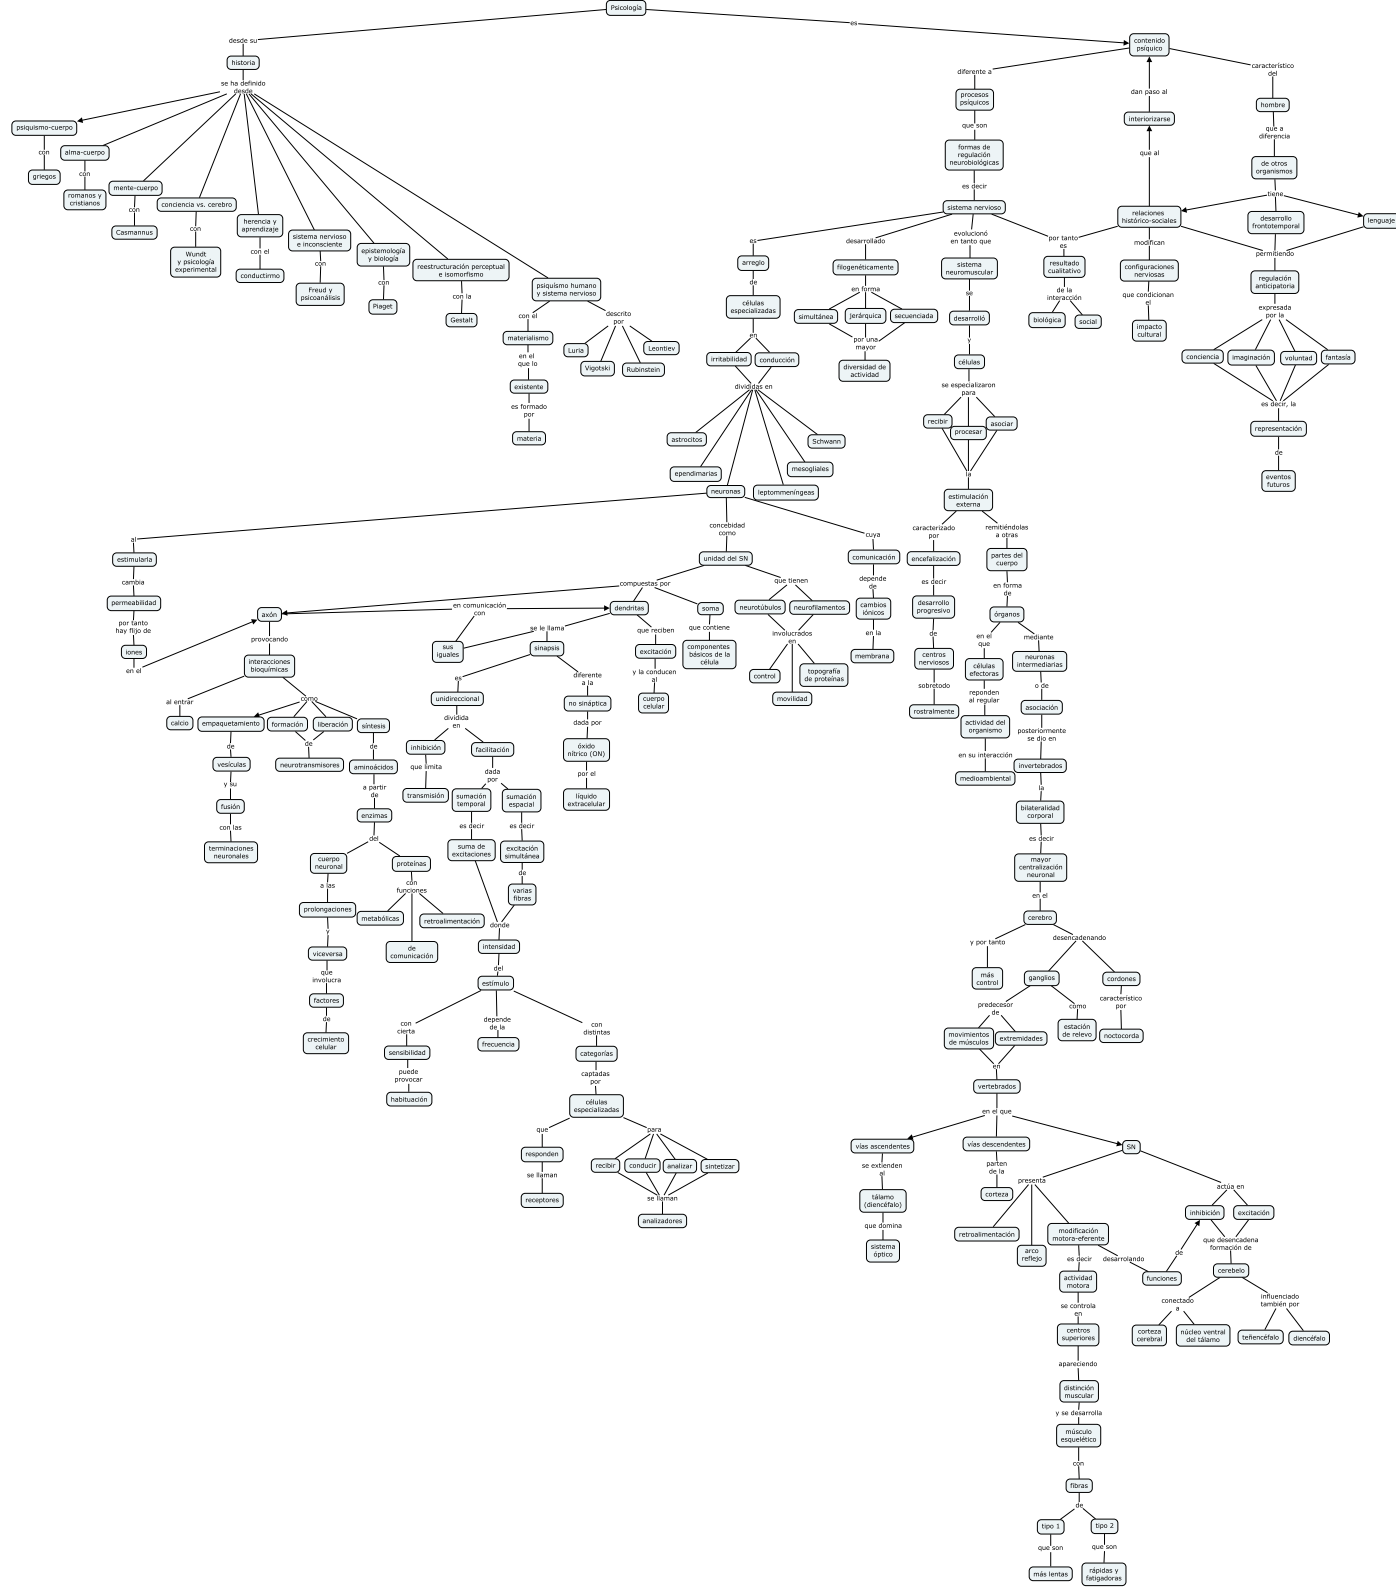 Psicología
es
desde su
contenido
psíquico
historia
diferente a
característico
del
se ha definido
desde
procesos
psíquicos
dan paso al
hombre
psiquismo-cuerpo
que son
interiorizarse
que a
diferencia
con
alma-cuerpo
formas de
regulación
neurobiológicas
que al
de otros
organismos
griegos
con
mente-cuerpo
es decir
tiene
romanos y
cristianos
con
conciencia vs. cerebro
sistema nervioso
relaciones
histórico-sociales
desarrollo
frontotemporal
lenguaje
Casmannus
con
herencia y
aprendizaje
es
desarrollado
evolucionó
en tanto que
por tanto
es
modifican
permitiendo
Wundt
y psicología
experimental
con el
sistema nervioso
e inconsciente
epistemología
y biología
arreglo
filogenéticamente
sistema
neuromuscular
resultado
cualitativo
configuraciones
nerviosas
regulación
anticipatoria
conductirmo
con
con
reestructuración perceptual
e isomorfismo
psiquísmo humano
y sistema nervioso
de
en forma
se
de la
interacción
que condicionan
el
expresada
por la
Freud y
psicoanálisis
Piaget
con la
Gestalt
con el
descrito
por
células
especializadas
simultánea
jerárquica
secuenciada
desarrolló
biológica
social
impacto
cultural
materialismo
Luria
Vigotski
Rubinstein
Leontiev
en
por una
mayor
y
en el
que lo
irritabilidad
conducción
diversidad de
actividad
células
conciencia
imaginación
voluntad
fantasía
existente
divididas en
se especializaron
para
es decir, la
es formado
por
recibir
procesar
asociar
representación
materia
astrocitos
Schwann
de
ependimarias
mesogliales
la
eventos
futuros
neuronas
leptommeníngeas
estimulación
externa
al
concebidad
como
cuya
caracterizado
por
remitiéndolas
a otras
estimularla
unidad del SN
comunicación
encefalización
partes del
cuerpo
cambia
compuestas por
que tienen
depende
de
es decir
en forma
de
permeabilidad
axón
en comunicación
con
dendritas
soma
neurotúbulos
neurofilamentos
cambios
iónicos
desarrollo
progresivo
órganos
por tanto
hay flijo de
provocando
se le llama
que reciben
que contiene
involucrados
en
en la
de
en el
que
mediante
iones
en el
interacciones
bioquímicas
sus
iguales
sinapsis
excitación
componentes
básicos de la
célula
membrana
centros
nerviosos
células
efectoras
neuronas
intermediarias
es
diferente
a la
y la conducen
al
control
movilidad
topografía
de proteínas
sobretodo
responden
al regular
o de
al entrar
como
unidireccional
no sináptica
cuerpo
celular
rostralmente
actividad del
organismo
asociación
calcio
empaquetamiento
formación
liberación
síntesis
dividida
en
dada por
posteriormente
se dio en
de
de
de
inhibición
facilitación
óxido
nítrico (ON)
en su interacción
vesículas
neurotransmisores
aminoácidos
que limita
dada
por
por el
medioambiental
invertebrados
y su
a partir
de
transmisión
sumación
temporal
sumación
espacial
líquido
extracelular
la
fusión
enzimas
es decir
es decir
bilateralidad
corporal
con las
del
es decir
terminaciones
neuronales
cuerpo
neuronal
proteínas
suma de
excitaciones
excitación
simultánea
mayor
centralización
neuronal
a las
con
funciones
de
varias
fibras
en el
prolongaciones
metabólicas
retroalimentación
donde
cerebro
y
de
comunicación
intensidad
y por tanto
desencadenando
viceversa
del
más
control
ganglios
cordones
que
involucra
estímulo
predecesor
de
como
característico
por
factores
con
cierta
depende
de la
con
distintas
movimientos
de músculos
extremidades
estación
de relevo
noctocorda
de
crecimiento
celular
sensibilidad
frecuencia
categorías
en
puede
provocar
captadas
por
vertebrados
habituación
células
especializadas
en el que
que
para
vías ascendentes
vías descendentes
SN
responden
recibir
conducir
analizar
sintetizar
se extienden
al
parten
de la
presenta
actúa en
se llaman
se llaman
tálamo
(diencéfalo)
corteza
receptores
analizadores
que domina
retroalimentación
arco
reflejo
modificación
motora-eferente
inhibición
excitación
sistema
óptico
es decir
desarrolando
de
que desencadena
formación de
actividad
motora
funciones
cerebelo
se controla
en
conectado
a
influenciado
también por
centros
superiores
corteza
cerebral
núcleo ventral
del tálamo
teñencéfalo
diencéfalo
apareciendo
distinción
muscular
y se desarrolla
músculo
esquelético
con
fibras
de
tipo 1
tipo 2
que son
que son
más lentas
rápidas y
fatigadoras